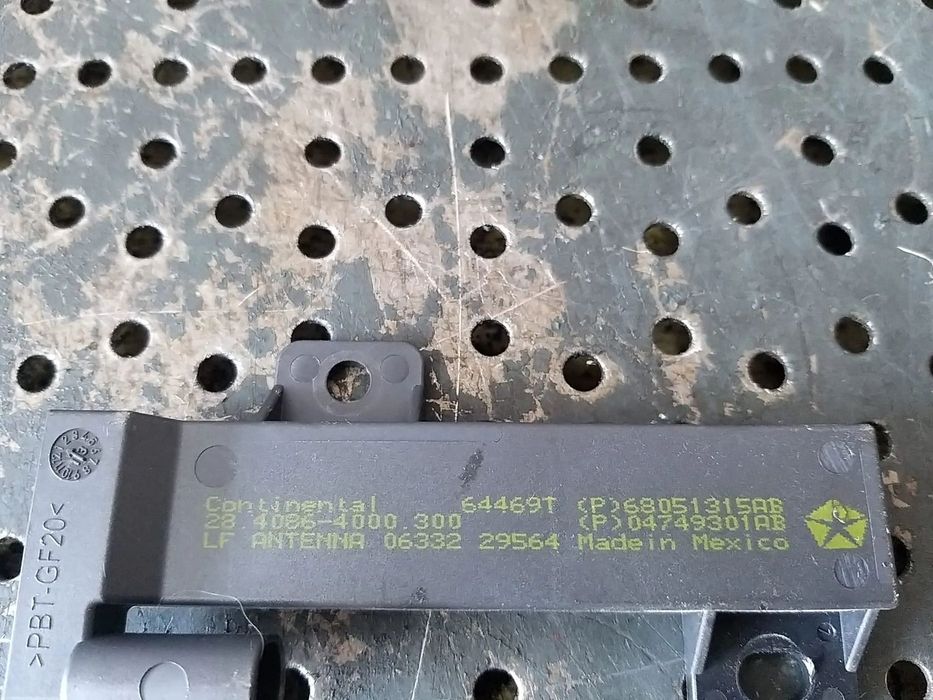 Continental 64469T (P)68051315AB
28.4086-4000.300 (P)04749301AB
LF ANTENNA 06332 29564 Madein Mexico
>PBT-GF20<